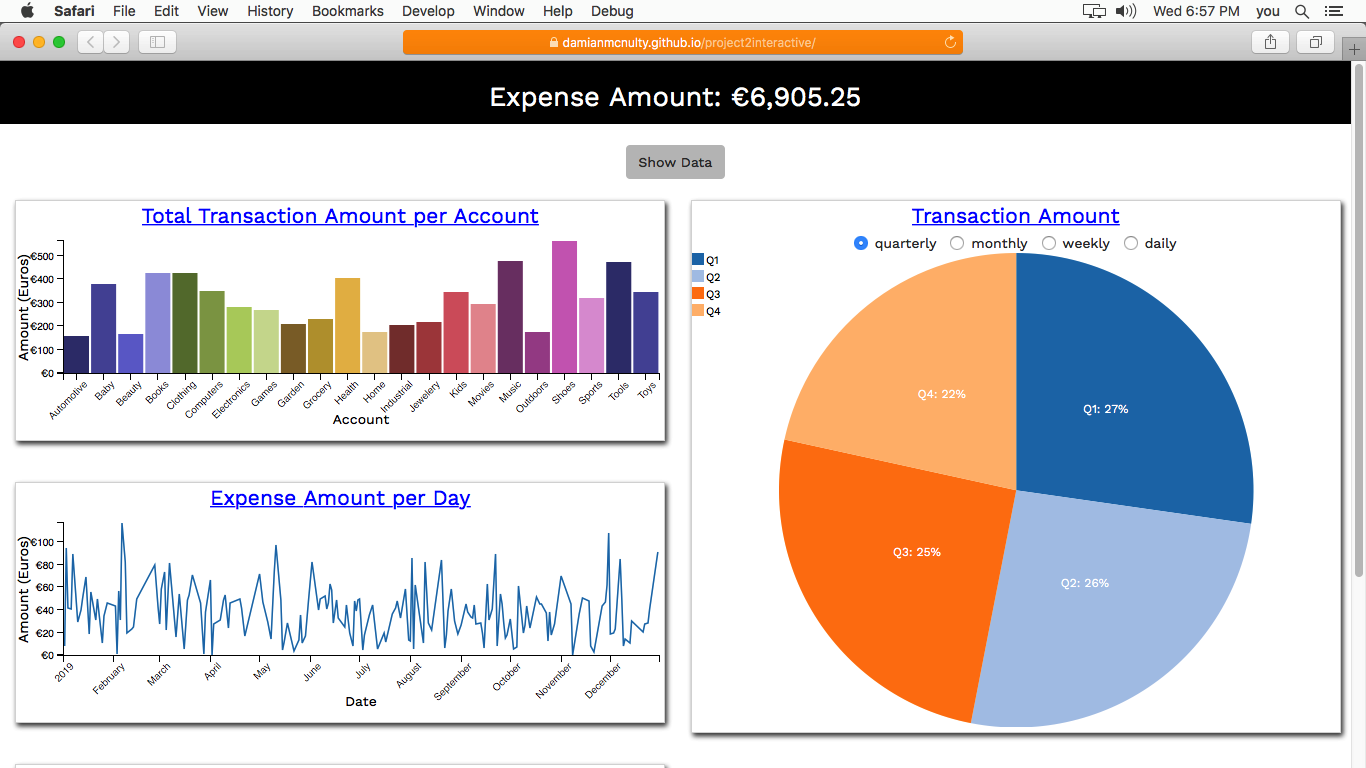 Safari File Edit View History Bookmarks Develop Window Help Debug Wed 6:57 PM you
damianmcnulty.github.io/project2interactive/
Expense Amount: €6,905.25
Show Data
Total Transaction Amount per Account
Amount (Euros)
€500
€400
€300
€200
€100
€0
Automotive Baby Beauty Books Clothing Computers Electronics Games Garden Grocery Health Home Industrial Jewelery Kids Movies Music Outdoors Shoes Sports Tools Toys
Account
Expense Amount per Day
Amount (Euros)
€100
€80
€60
€40
€20
€0
2019 February March April May June July August September October November December
Date
Transaction Amount
quarterly monthly weekly daily
Q1
Q2
Q3
Q4
Q4: 22%
Q1: 27%
Q3: 25%
Q2: 26%